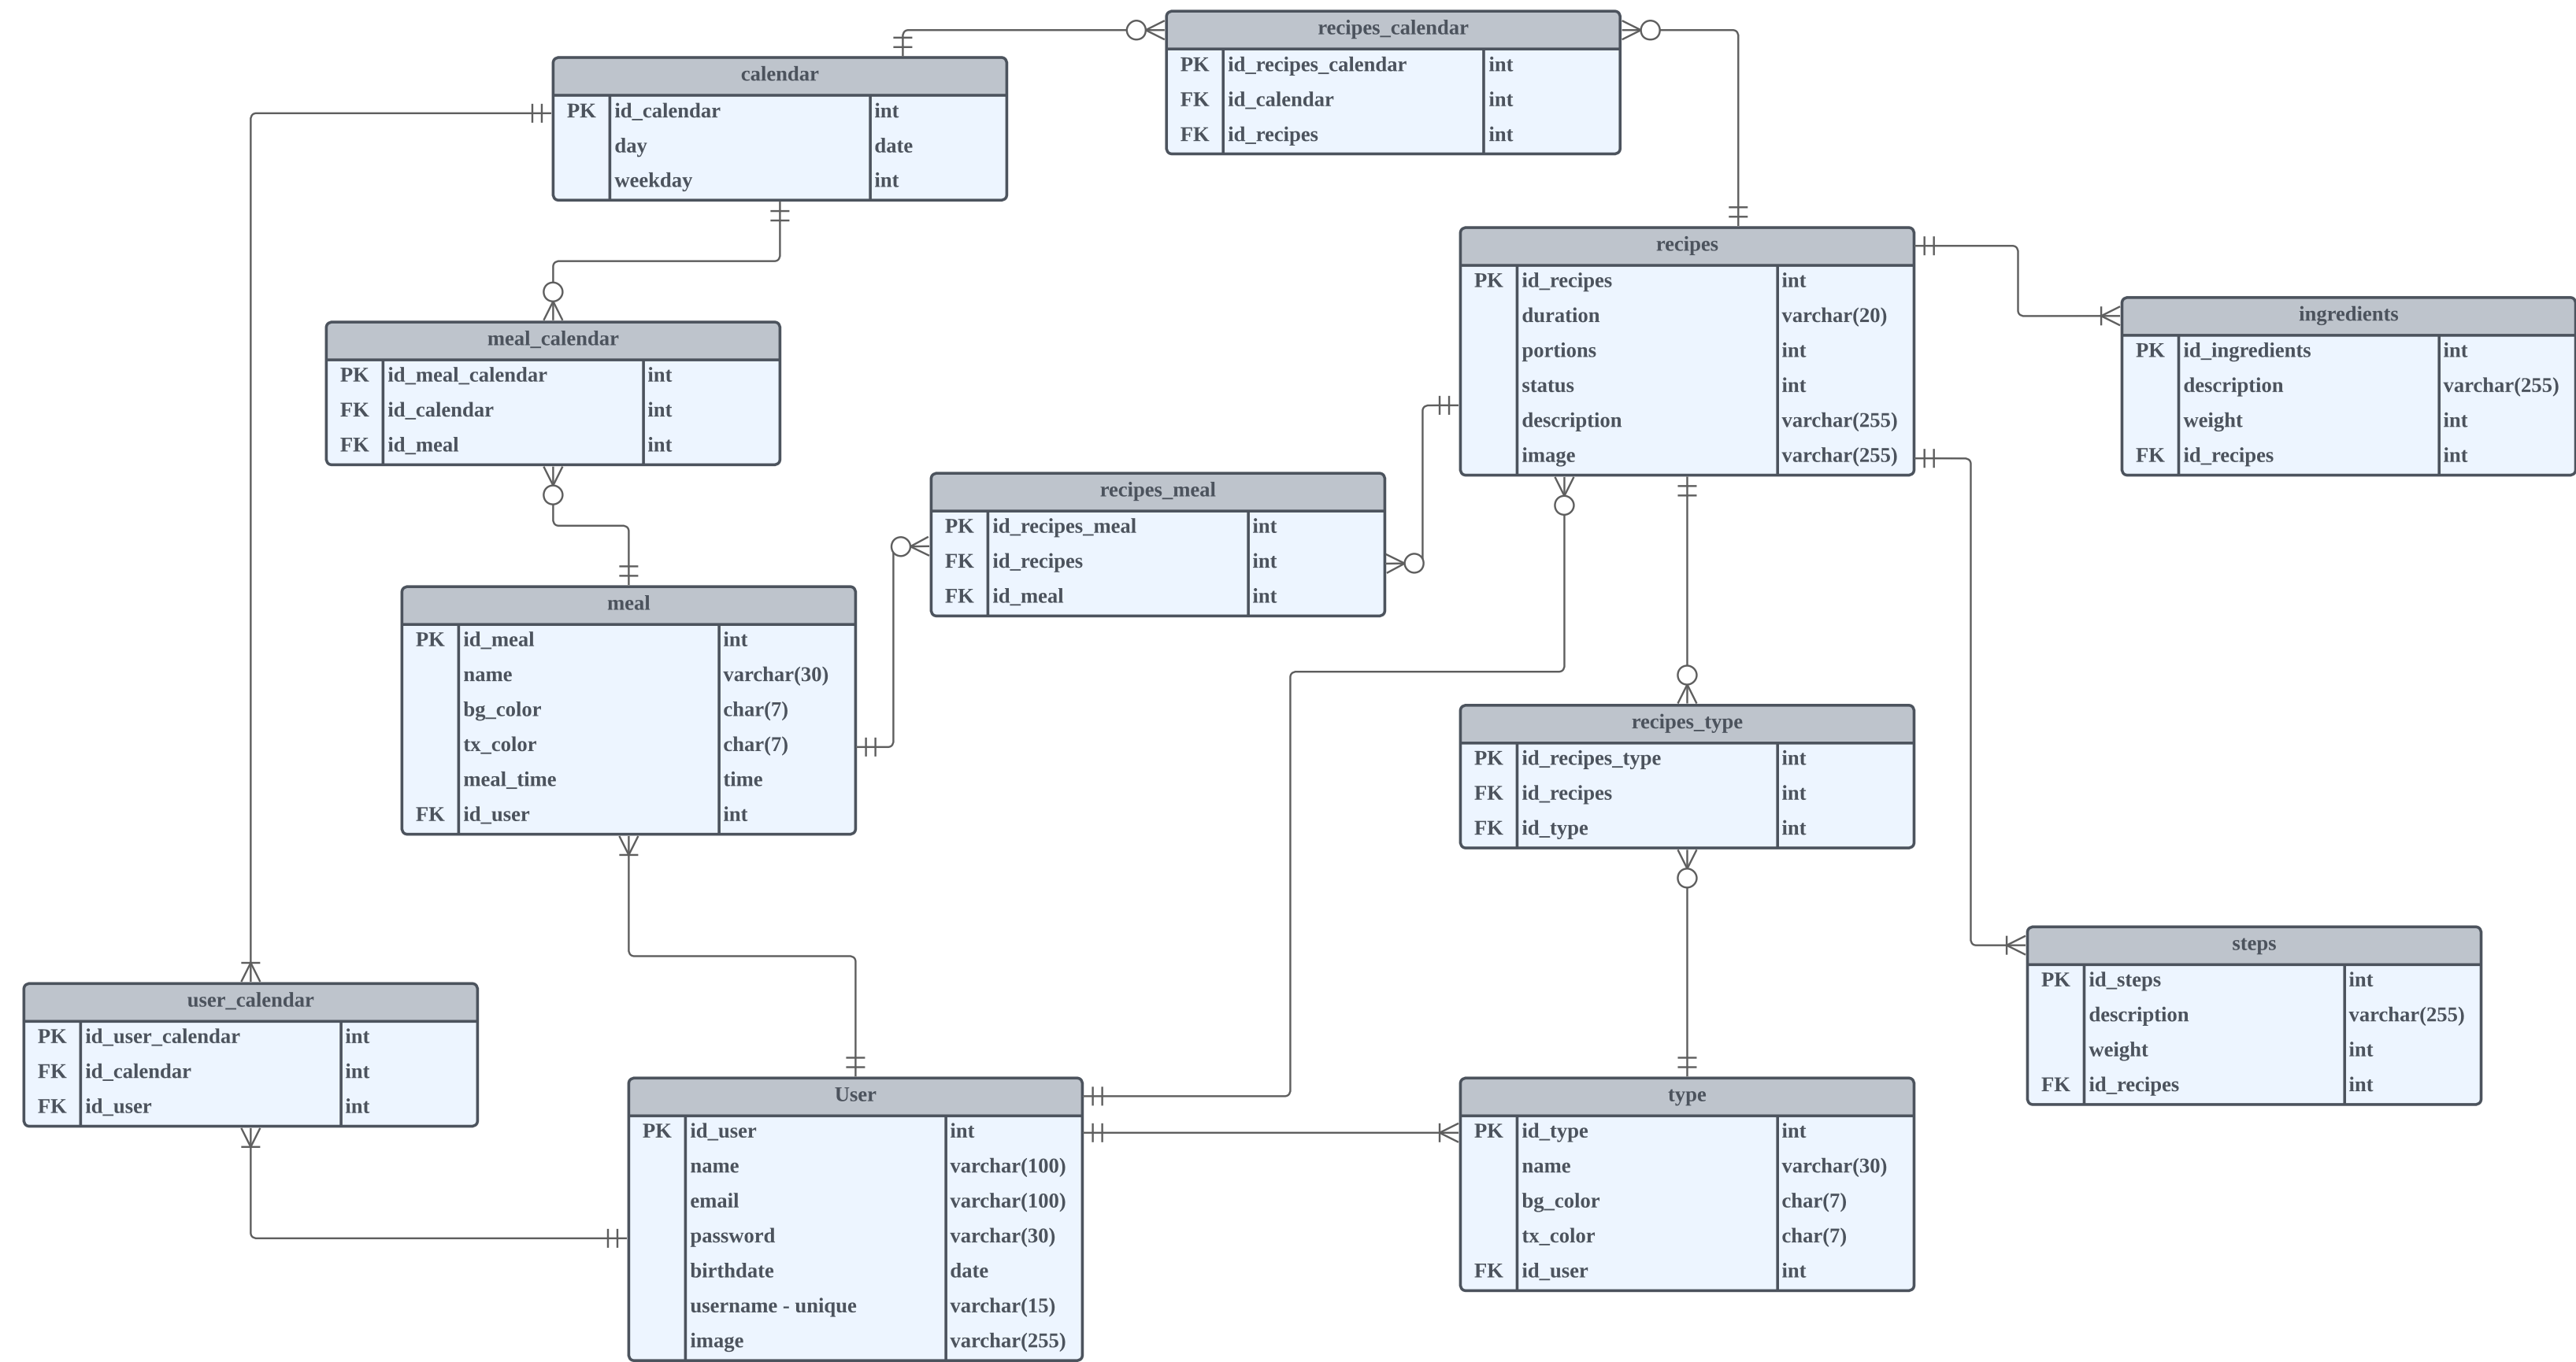 recipes_calendar
PK id_recipes_calendar int
FK id_calendar int
FK id_recipes int
calendar
PK id_calendar int
day date
weekday int
recipes
PK id_recipes int
duration varchar(20)
portions int
status int
description varchar(255)
image varchar(255)
ingredients
PK id_ingredients int
description varchar(255)
weight int
FK id_recipes int
meal_calendar
PK id_meal_calendar int
FK id_calendar int
FK id_meal int
recipes_meal
PK id_recipes_meal int
FK id_recipes int
FK id_meal int
meal
PK id_meal int
name varchar(30)
bg_color char(7)
tx_color char(7)
meal_time time
FK id_user int
recipes_type
PK id_recipes_type int
FK id_recipes int
FK id_type int
steps
PK id_steps int
description varchar(255)
weight int
FK id_recipes int
user_calendar
PK id_user_calendar int
FK id_calendar int
FK id_user int
User
PK id_user int
name varchar(100)
email varchar(100)
password varchar(30)
birthdate date
username - unique varchar(15)
image varchar(255)
type
PK id_type int
name varchar(30)
bg_color char(7)
tx_color char(7)
FK id_user int